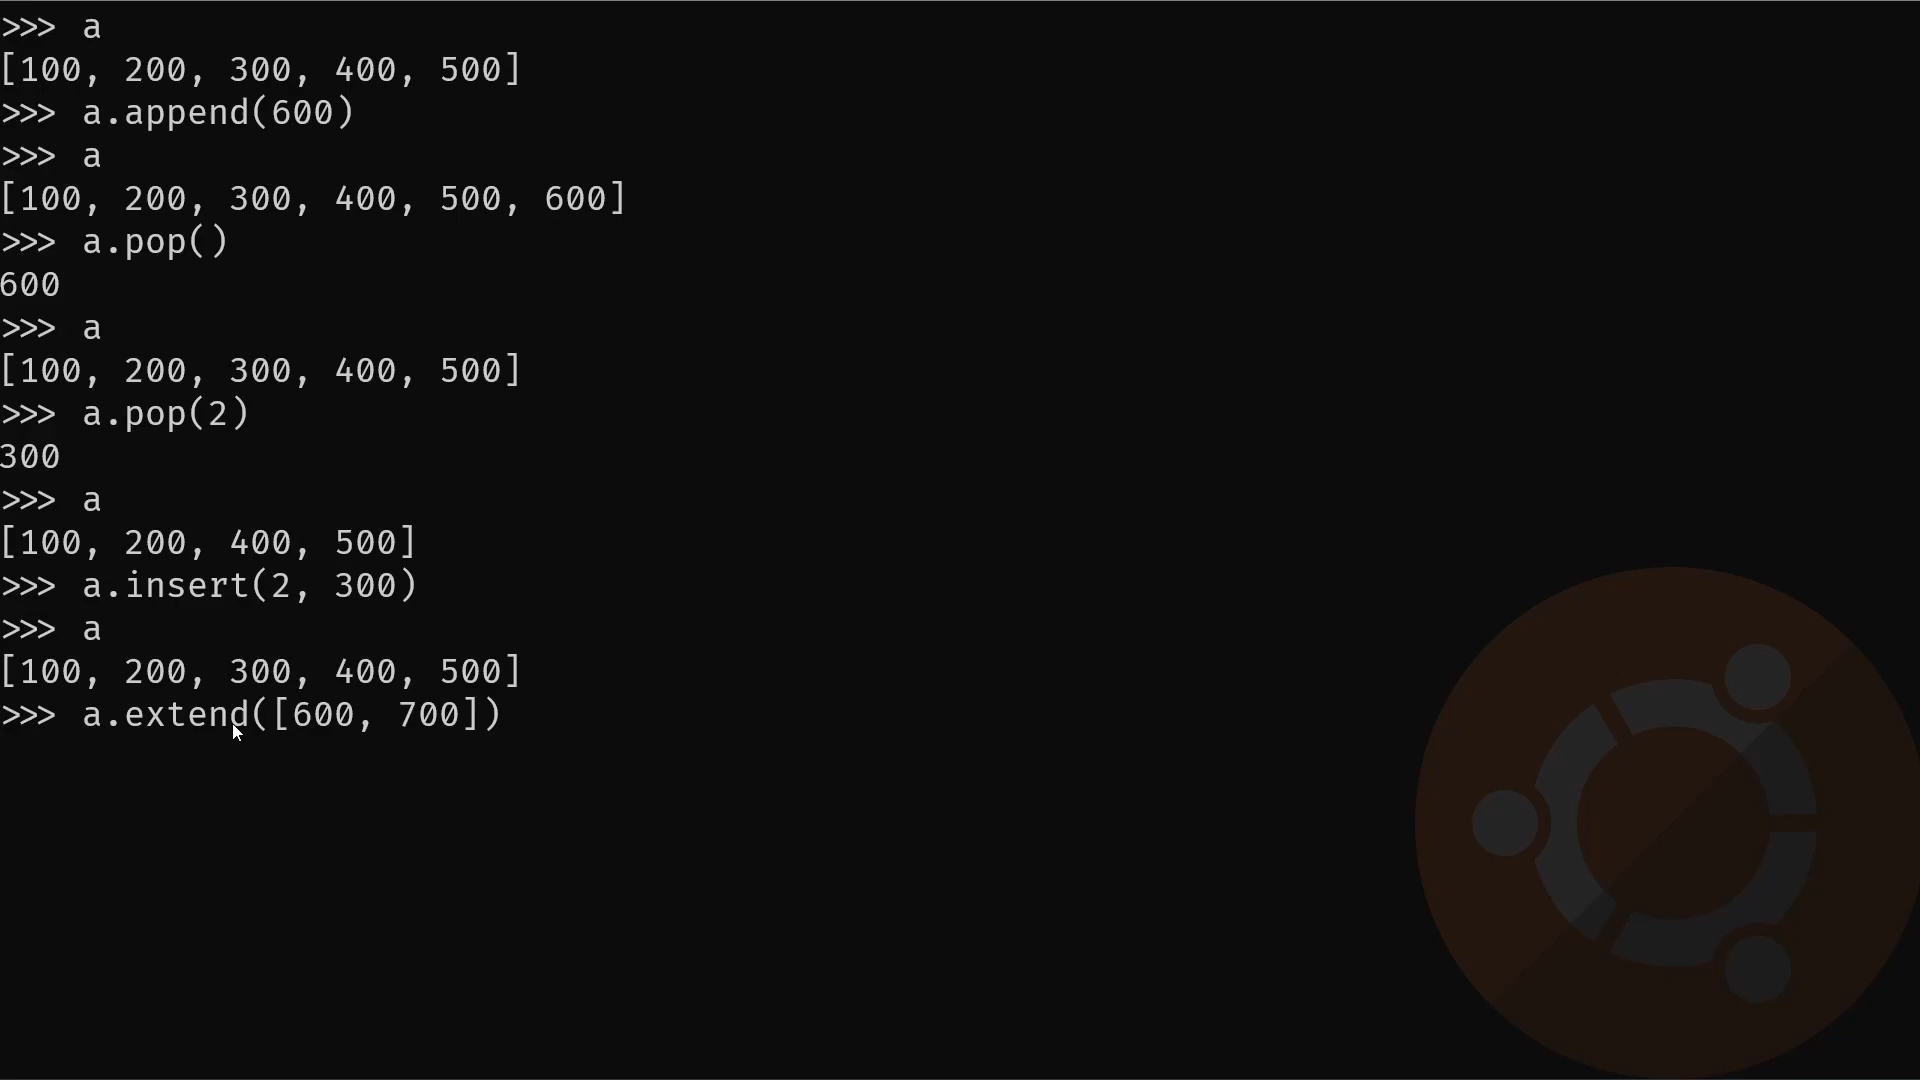 >>> a
[100, 200, 300, 400, 500]
>>> a.append(600)
>>> a
[100, 200, 300, 400, 500, 600]
>>> a.pop()
600
>>> a
[100, 200, 300, 400, 500]
>>> a.pop(2)
300
>>> a
[100, 200, 400, 500]
>>> a.insert(2, 300)
>>> a
[100, 200, 300, 400, 500]
>>> a.extend([600, 700])